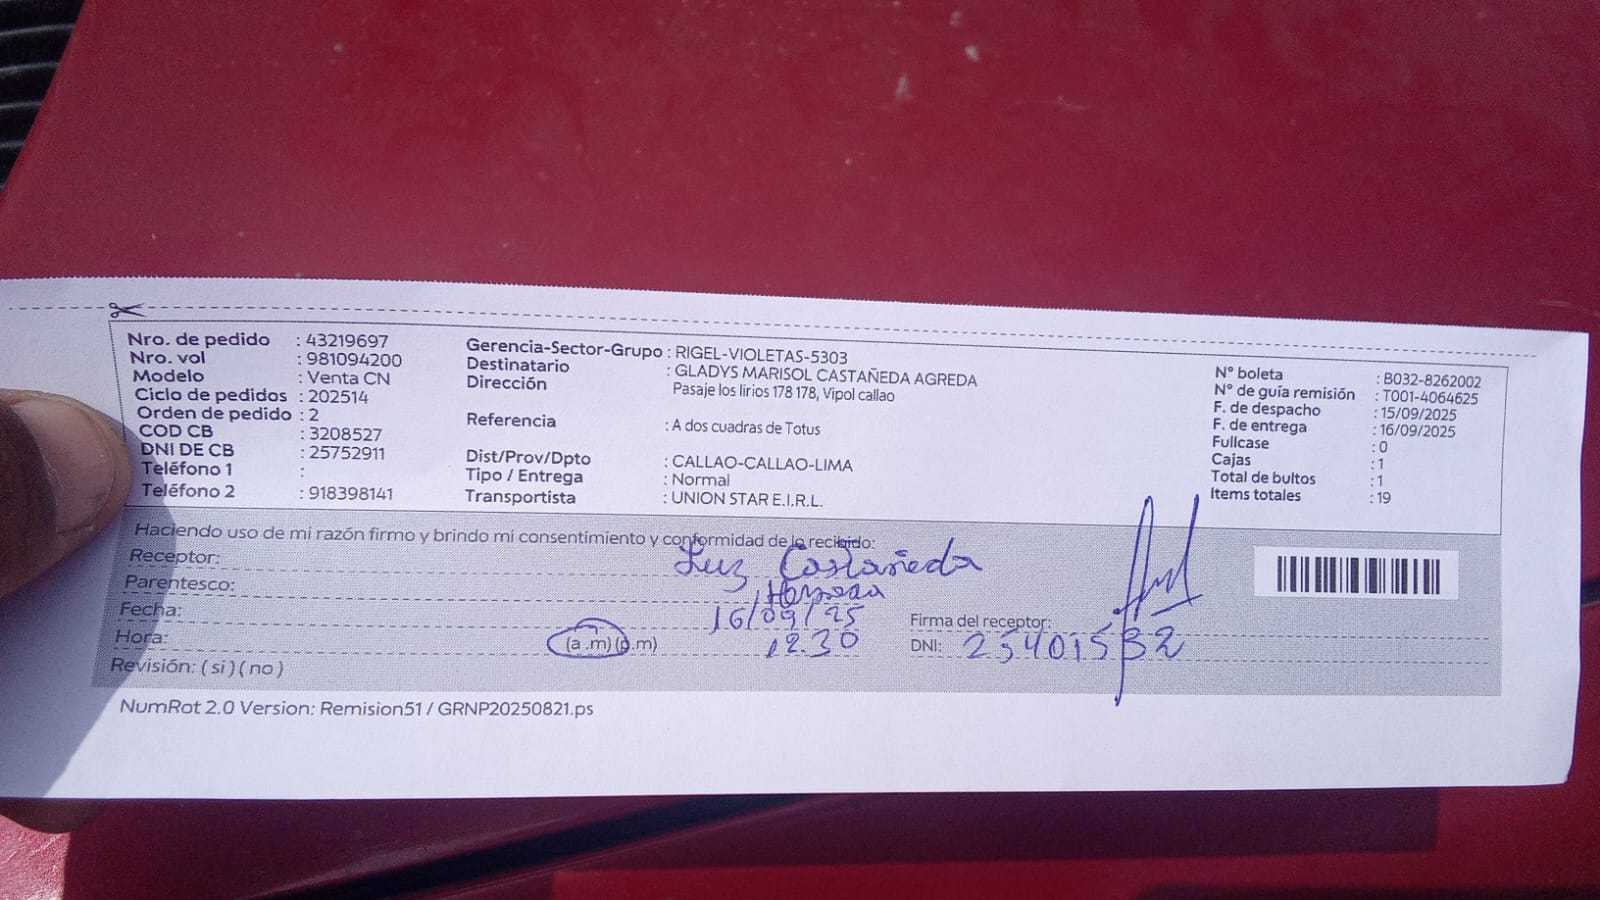 Nro. de pedido : 43219697
Nro. vol : 981094200
Modelo : Venta CN
Ciclo de pedidos : 202514
Orden de pedido : 2
COD CB : 3208527
DNI DE CB : 25752911
Teléfono 1 :
Teléfono 2 : 918398141
Gerencia-Sector-Grupo : RIGEL-VIOLETAS-5303
Destinatario : GLADYS MARISOL CASTAÑEDA AGREDA
Dirección Pasaje los lirios 178 178, Vipol callao
Referencia : A dos cuadras de Totus
Dist/Prov/Dpto : CALLAO-CALLAO-LIMA
Tipo / Entrega : Normal
Transportista : UNION STAR E.I.R.L.
N° boleta : B032-8262002
N° de guía remisión : T001-4064625
F. de despacho : 15/09/2025
F. de entrega : 16/09/2025
Fullcase : 0
Cajas : 1
Total de bultos : 1
Items totales : 19
Haciendo uso de mi razón firmo y brindo mi consentimiento y conformidad de lo recibido:
Receptor: Luz Castañeda
Parentesco: Hermana
Fecha: 16/09/25
Hora: (a .m) (p.m) 12.30
Revisión: ( si ) ( no )
Firma del receptor:
DNI: 25401532
NumRot 2.0 Version: Remision51 / GRNP20250821.ps